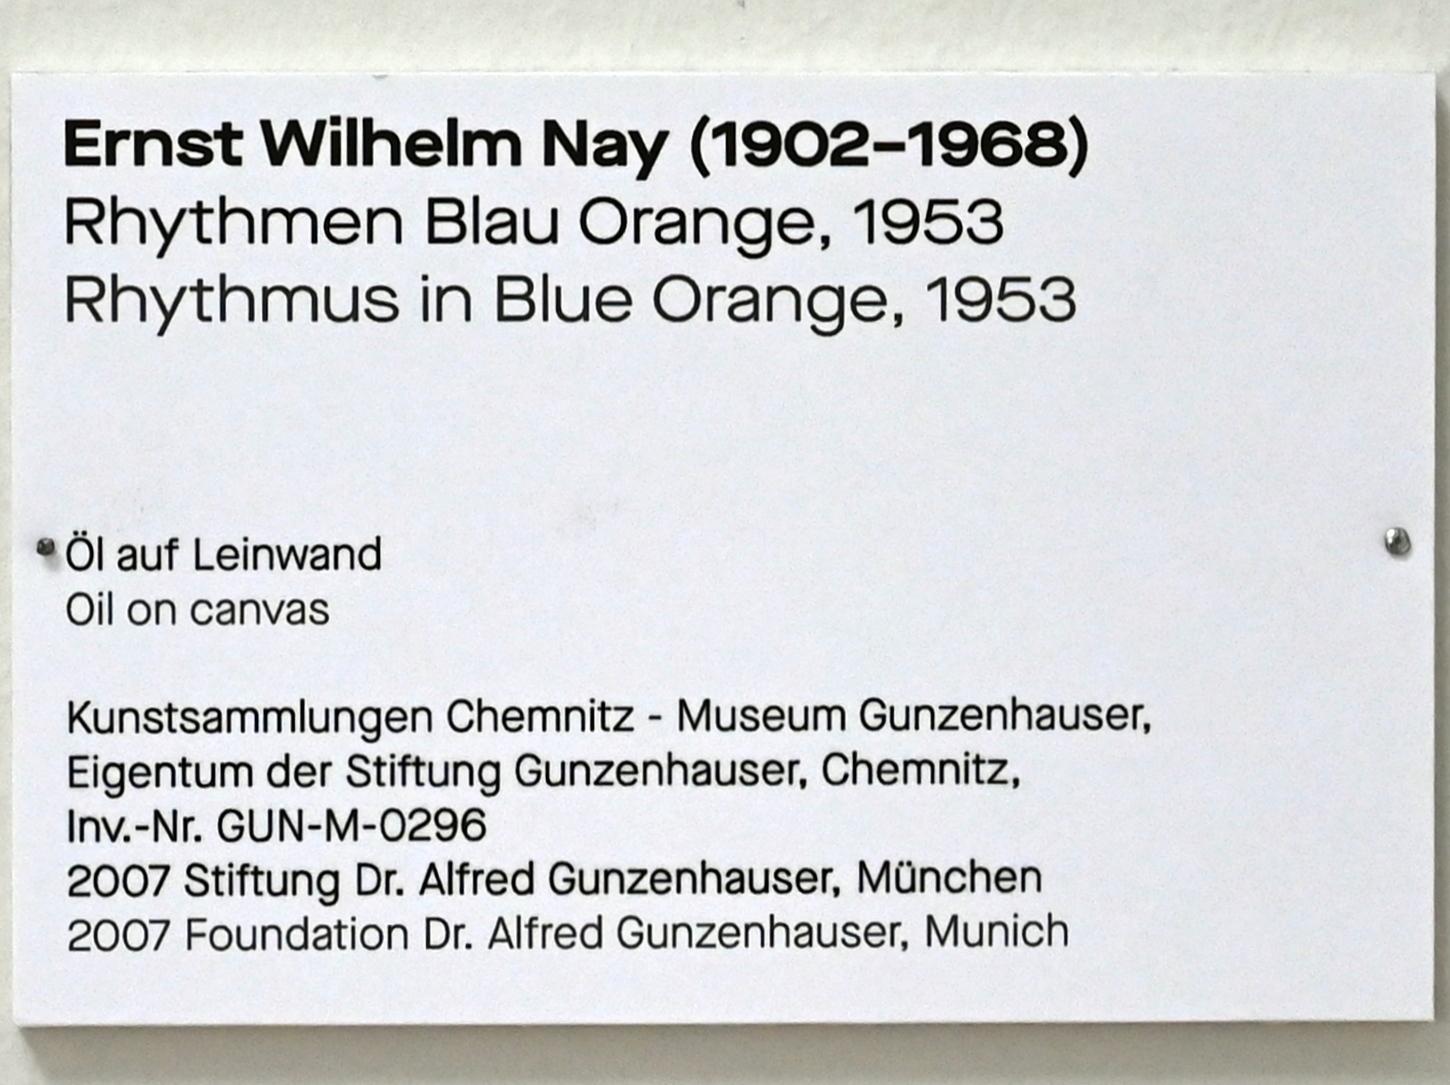 Ernst Wilhelm Nay (1902–1968)
Rhythmen Blau Orange, 1953
Rhythmus in Blue Orange, 1953
Öl auf Leinwand
Oil on canvas
Kunstsammlungen Chemnitz - Museum Gunzenhauser,
Eigentum der Stiftung Gunzenhauser, Chemnitz,
Inv.-Nr. GUN-M-0296
2007 Stiftung Dr. Alfred Gunzenhauser, München
2007 Foundation Dr. Alfred Gunzenhauser, Munich